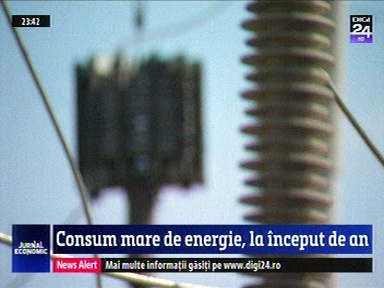 23:42
DIGI
24
JURNAL
ECONOMIC
Consum mare de energie, la început de an
News Alert
Mai multe informații găsiți pe www.digi24.ro